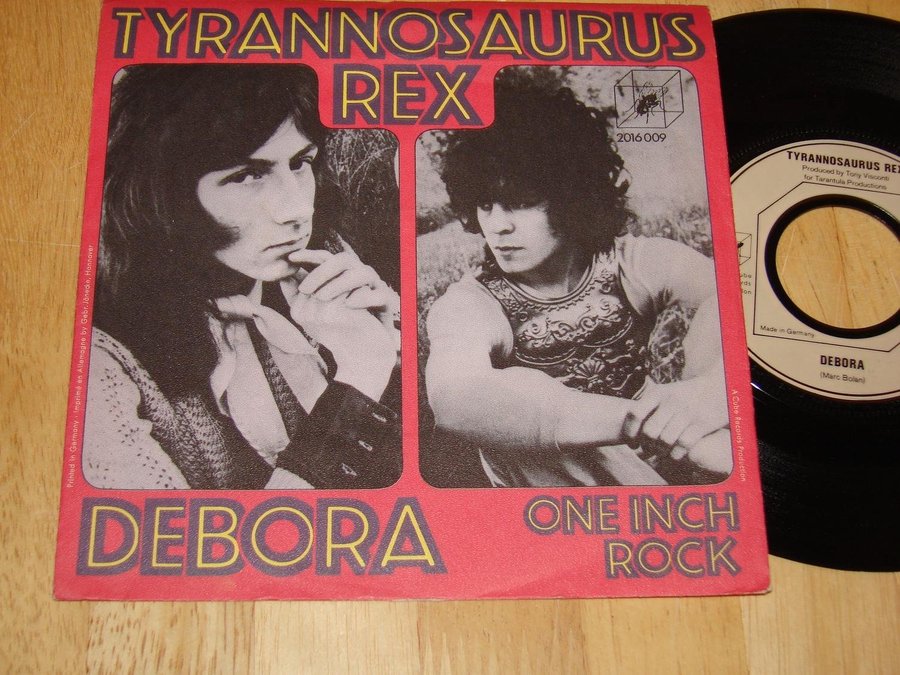 TYRANNOSAURUS
REX
2016 009
DEBORA
ONE INCH
ROCK
Printed in Germany · Imprimé en Allemagne by Gebr. Jänecke, Hannover
A Cube Records Production
TYRANNOSAURUS REX
Produced by Tony Visconti
for Tarantula Productions
Made in Germany
DEBORA
(Marc Bolan)